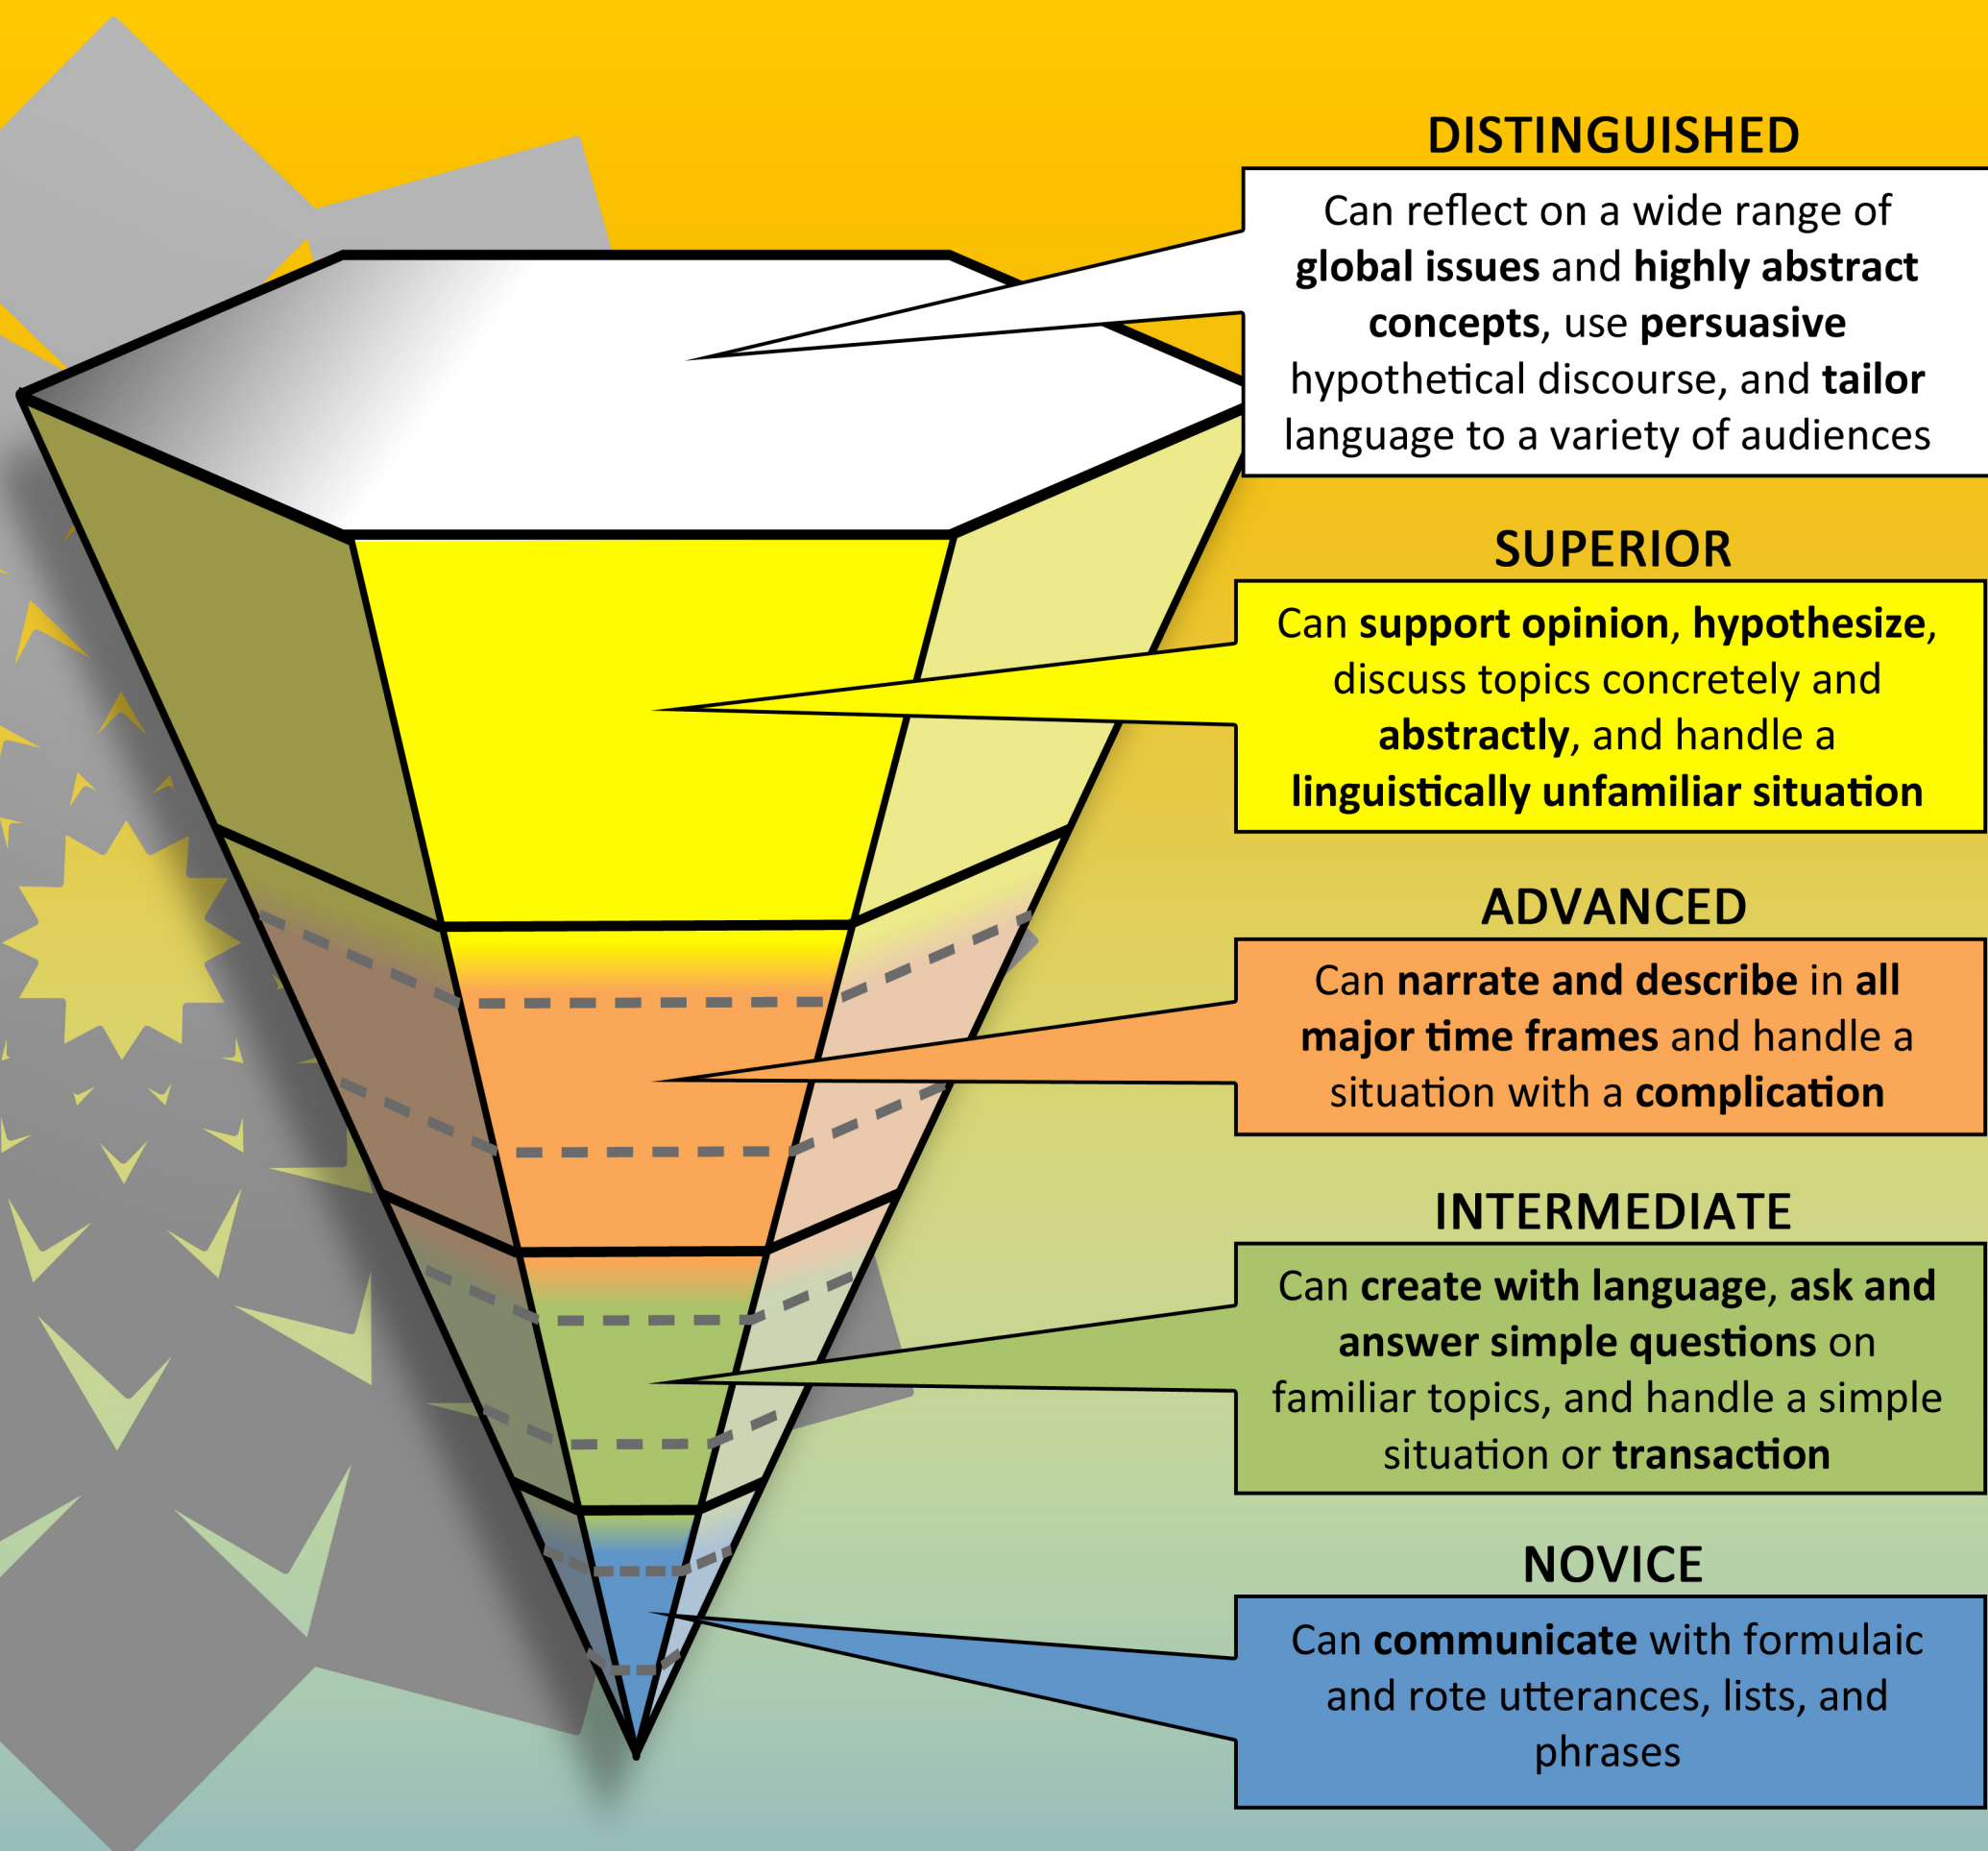 DISTINGUISHED
Can reflect on a wide range of
global issues and highly abstract
concepts, use persuasive
hypothetical discourse, and tailor
language to a variety of audiences
SUPERIOR
Can support opinion, hypothesize,
discuss topics concretely and
abstractly, and handle a
linguistically unfamiliar situation
ADVANCED
Can narrate and describe in all
major time frames and handle a
situation with a complication
INTERMEDIATE
Can create with language, ask and
answer simple questions on
familiar topics, and handle a simple
situation or transaction
NOVICE
Can communicate with formulaic
and rote utterances, lists, and
phrases